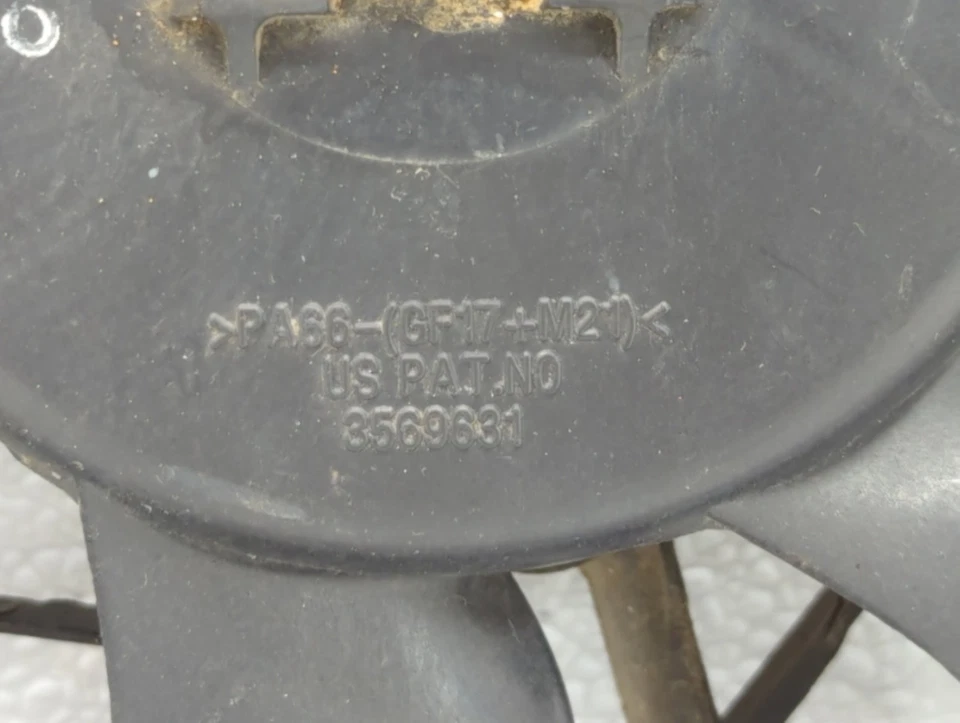 >PA66-(GF17+M21)<
US PAT.NO
3569631